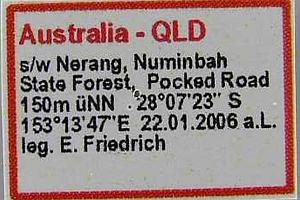 Australia - QLD
s/w Nerang, Numinbah
State Forest, Pocked Road
150m üNN . 28°07'23" S
153°13'47"E 22.01.2006 a.L.
leg. E. Friedrich